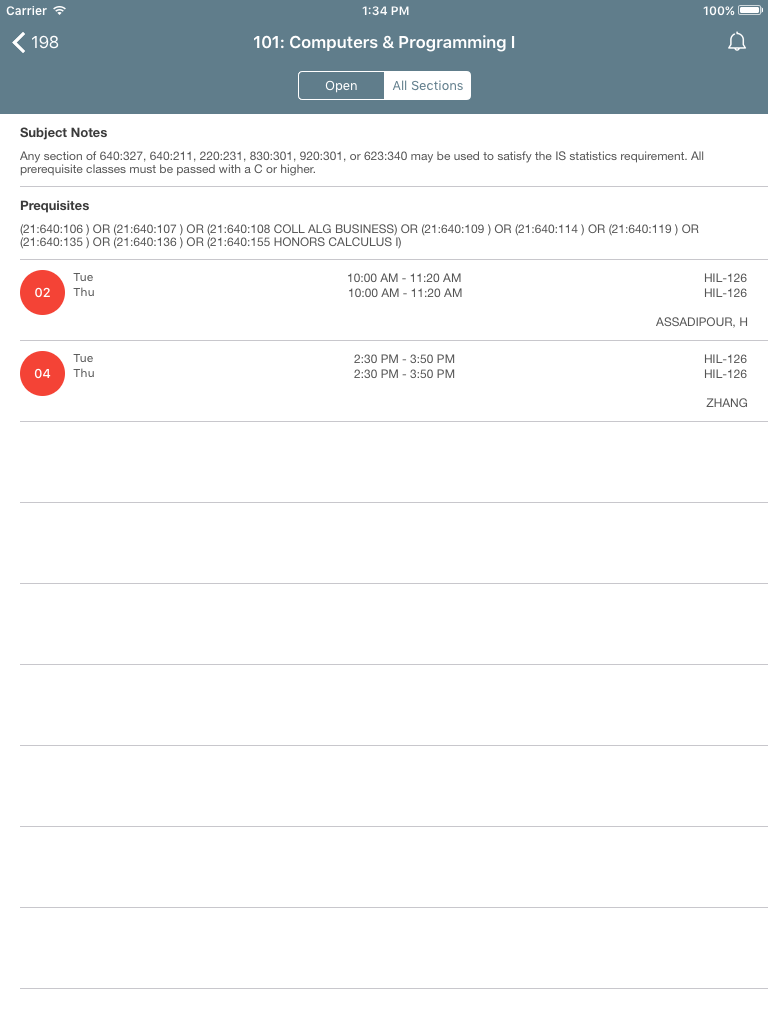 Carrier 1:34 PM 100%
198 101: Computers & Programming I
Open All Sections
Subject Notes
Any section of 640:327, 640:211, 220:231, 830:301, 920:301, or 623:340 may be used to satisfy the IS statistics requirement. All
prerequisite classes must be passed with a C or higher.
Prequisites
(21:640:106 ) OR (21:640:107 ) OR (21:640:108 COLL ALG BUSINESS) OR (21:640:109 ) OR (21:640:114 ) OR (21:640:119 ) OR
(21:640:135 ) OR (21:640:136 ) OR (21:640:155 HONORS CALCULUS I)
02 Tue 10:00 AM - 11:20 AM HIL-126
Thu 10:00 AM - 11:20 AM HIL-126
ASSADIPOUR, H
04 Tue 2:30 PM - 3:50 PM HIL-126
Thu 2:30 PM - 3:50 PM HIL-126
ZHANG